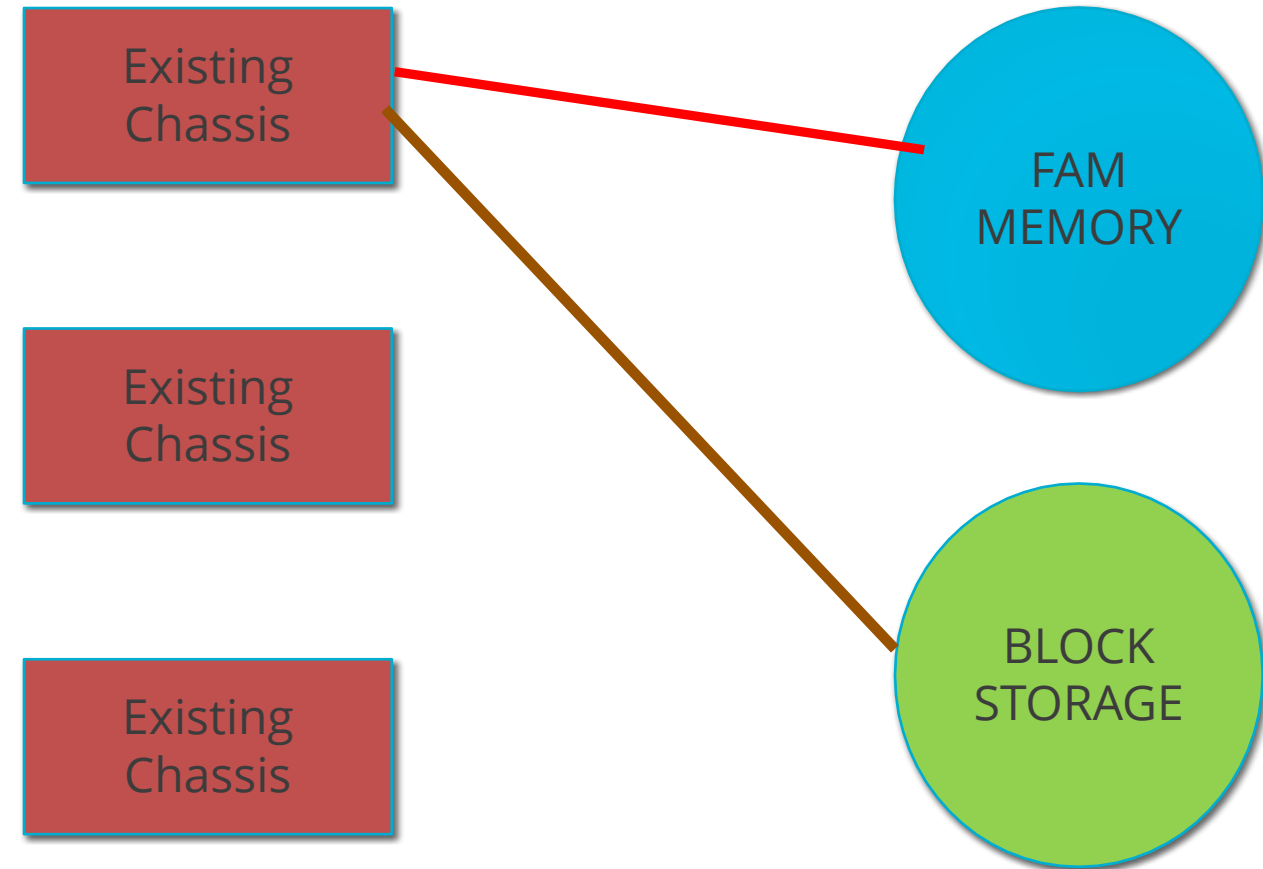 Existing
Chassis
FAM
MEMORY
Existing
Chassis
BLOCK
STORAGE
Existing
Chassis